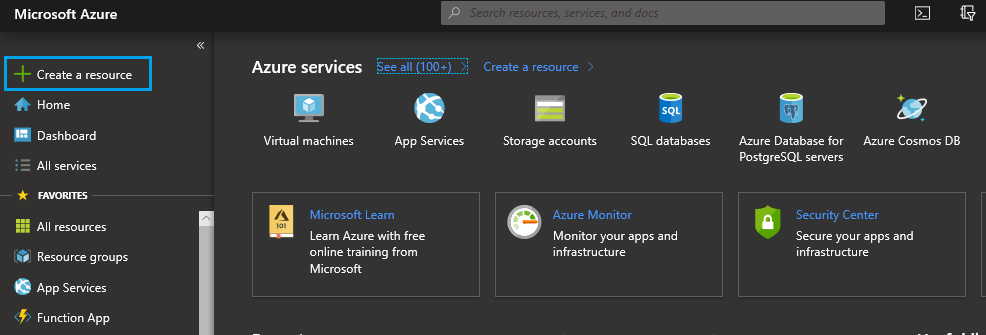 Microsoft Azure
Search resources, services, and docs
«
Create a resource
Home
Dashboard
All services
FAVORITES
All resources
Resource groups
App Services
Function App
Azure services
See all (100+)
Create a resource
Virtual machines
App Services
Storage accounts
SQL
SQL databases
Azure Database for
PostgreSQL servers
Azure Cosmos DB
101
Microsoft Learn
Learn Azure with free
online training from
Microsoft
Azure Monitor
Monitor your apps and
infrastructure
Security Center
Secure your apps and
infrastructure